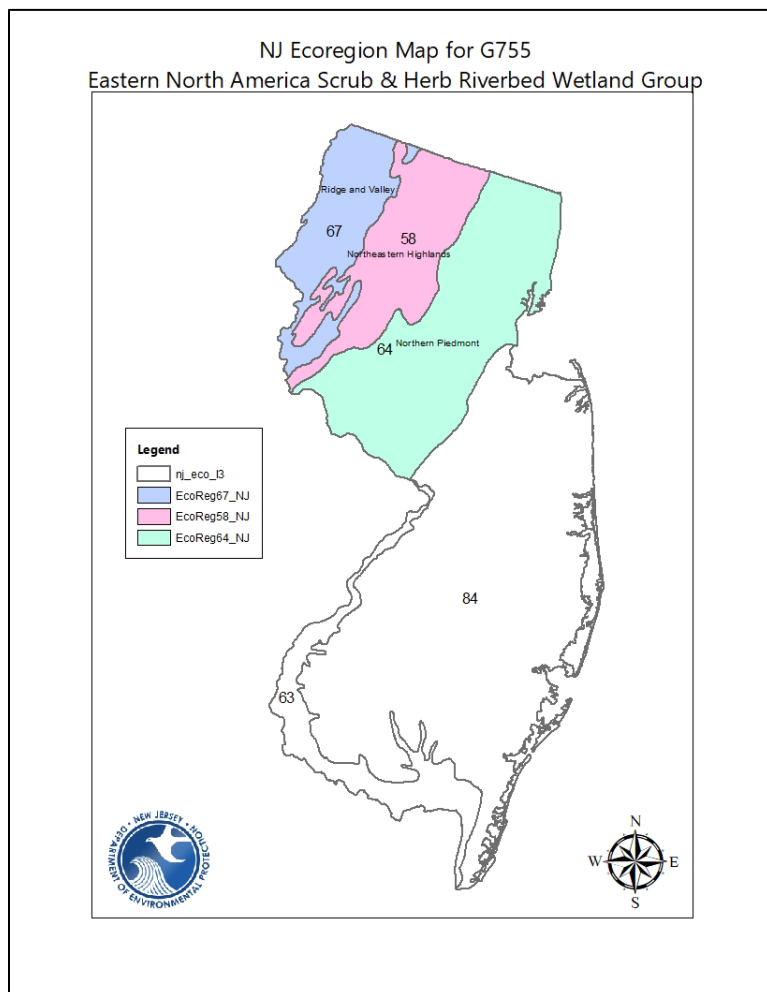 NJ Ecoregion Map for G755
Eastern North America Scrub & Herb Riverbed Wetland Group
Ridge and Valley
67
58
Northeastern Highlands
64 Northern Piedmont
Legend
nj_eco_l3
EcoReg67_NJ
EcoReg58_NJ
EcoReg64_NJ
84
63
• NEW JERSEY •
DEPARTMENT OF ENVIRONMENTAL PROTECTION
N
W E
S